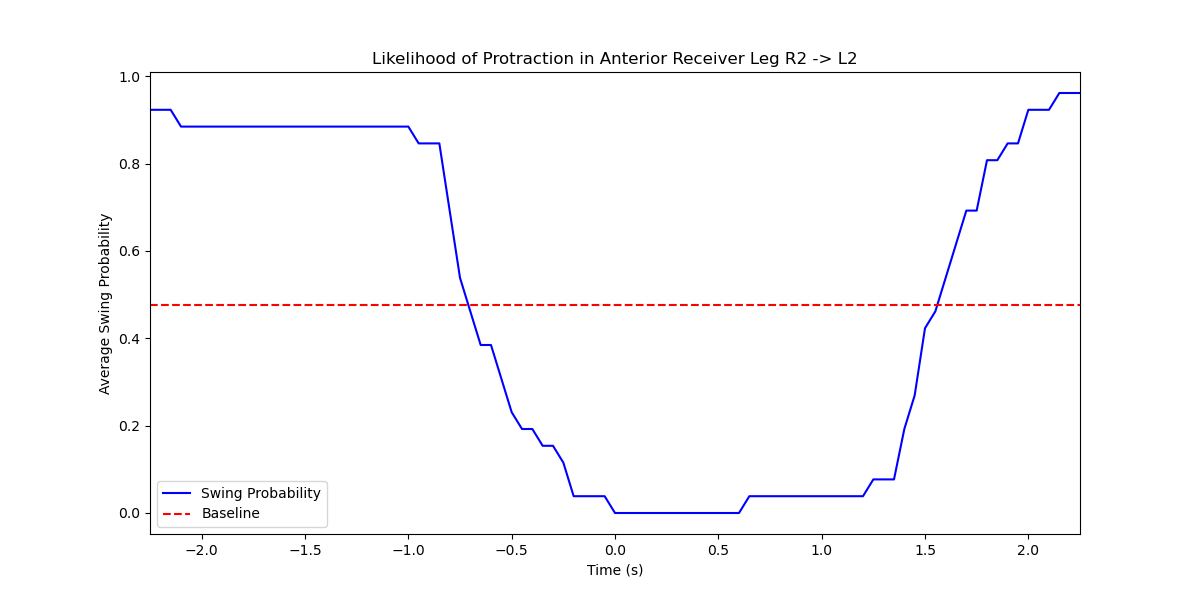 Likelihood of Protraction in Anterior Receiver Leg R2 -> L2
1.0
0.8
0.6
0.4
0.2
0.0
Average Swing Probability
Swing Probability
Baseline
−2.0 −1.5 −1.0 −0.5 0.0 0.5 1.0 1.5 2.0
Time (s)